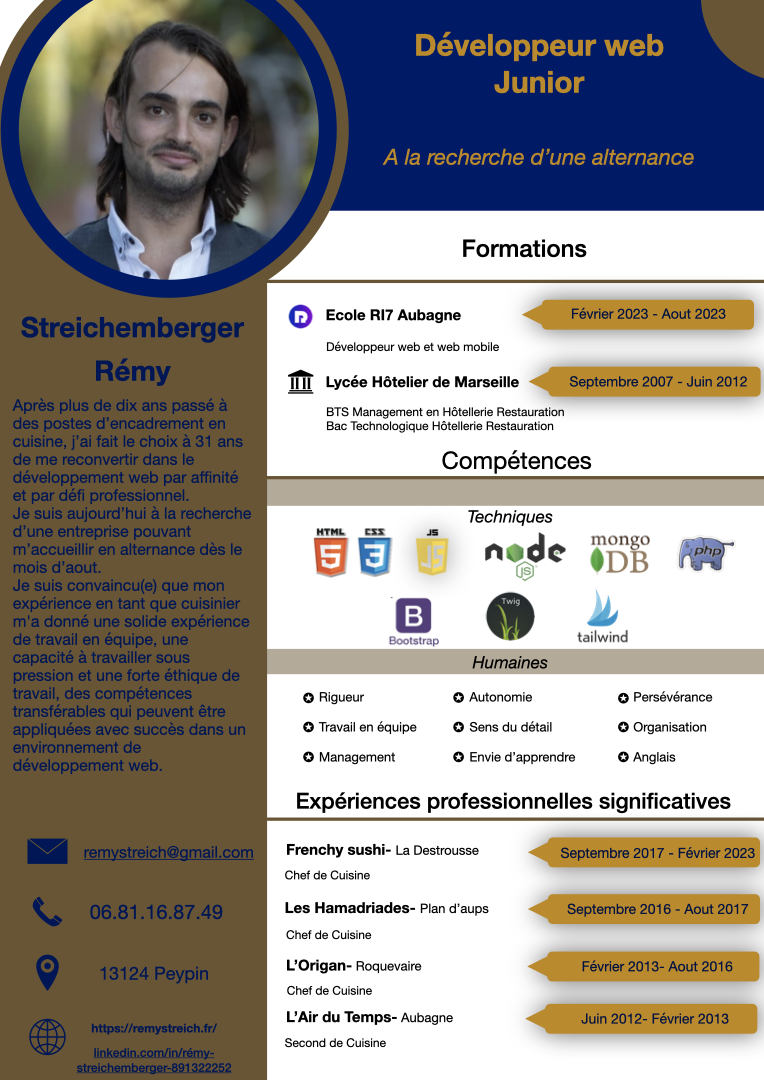 Développeur web
Junior
A la recherche d’une alternance
Streichemberger
Rémy
Après plus de dix ans passé à
des postes d’encadrement en
cuisine, j’ai fait le choix à 31 ans
de me reconvertir dans le
développement web par affinité
et par défi professionnel.
Je suis aujourd’hui à la recherche
d’une entreprise pouvant
m’accueillir en alternance dès le
mois d’aout.
Je suis convaincu(e) que mon
expérience en tant que cuisinier
m'a donné une solide expérience
de travail en équipe, une
capacité à travailler sous
pression et une forte éthique de
travail, des compétences
transférables qui peuvent être
appliquées avec succès dans un
environnement de
développement web.
remystreich@gmail.com
06.81.16.87.49
13124 Peypin
https://remystreich.fr/
linkedin.com/in/rémy-
streichemberger-891322252
Formations
Ecole RI7 Aubagne
Février 2023 - Aout 2023
Développeur web et web mobile
Lycée Hôtelier de Marseille
Septembre 2007 - Juin 2012
BTS Management en Hôtellerie Restauration
Bac Technologique Hôtellerie Restauration
Compétences
Techniques
HTML 5 CSS 3 JS JS node JS mongo DB php
B Bootstrap Twig tailwind
Humaines
Rigueur Autonomie Persévérance
Travail en équipe Sens du détail Organisation
Management Envie d’apprendre Anglais
Expériences professionnelles significatives
Frenchy sushi- La Destrousse
Septembre 2017 - Février 2023
Chef de Cuisine
Les Hamadriades- Plan d’aups
Septembre 2016 - Aout 2017
Chef de Cuisine
L’Origan- Roquevaire
Février 2013- Aout 2016
Chef de Cuisine
L’Air du Temps- Aubagne
Juin 2012- Février 2013
Second de Cuisine